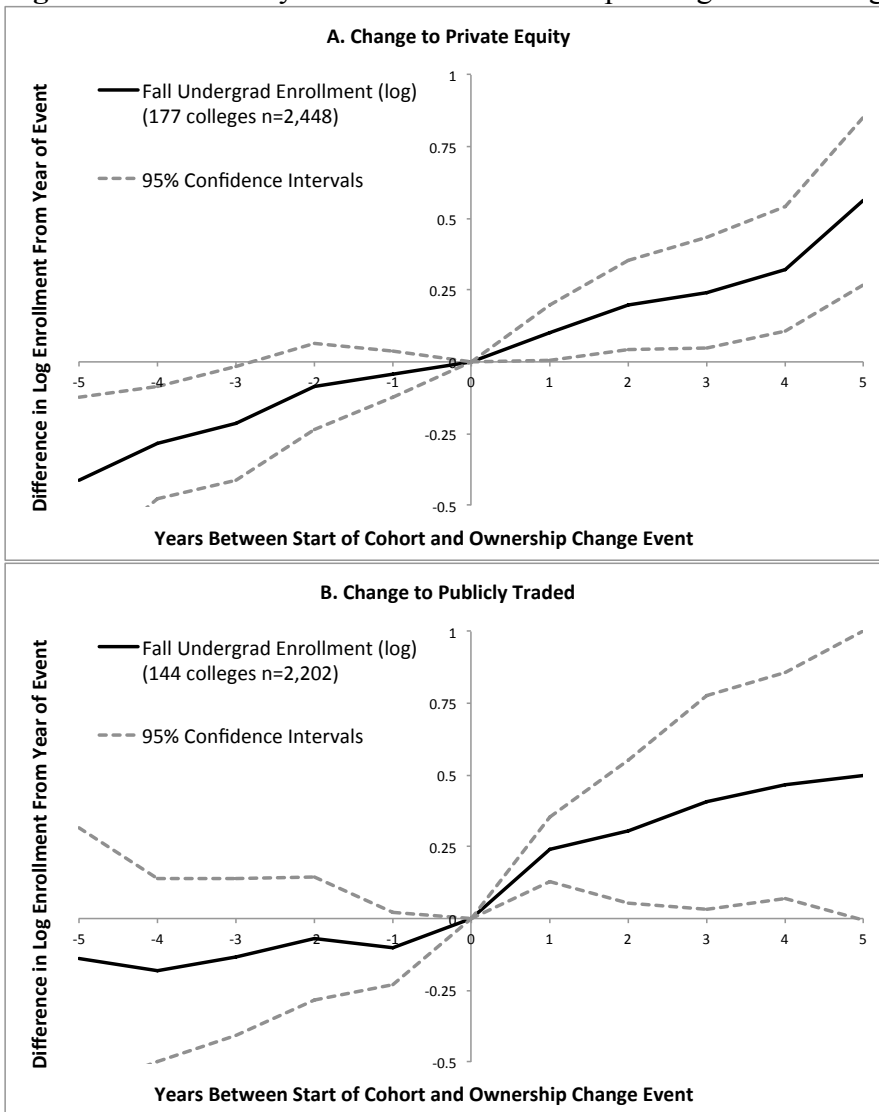 A. Change to Private Equity
Fall Undergrad Enrollment (log)
(177 colleges n=2,448)
95% Confidence Intervals
Difference in Log Enrollment From Year of Event
1
0.75
0.5
0.25
0
-0.25
-0.5
-5 -4 -3 -2 -1 0 1 2 3 4 5
Years Between Start of Cohort and Ownership Change Event
B. Change to Publicly Traded
Fall Undergrad Enrollment (log)
(144 colleges n=2,202)
95% Confidence Intervals
Difference in Log Enrollment From Year of Event
1
0.75
0.5
0.25
0
-0.25
-0.5
-5 -4 -3 -2 -1 0 1 2 3 4 5
Years Between Start of Cohort and Ownership Change Event